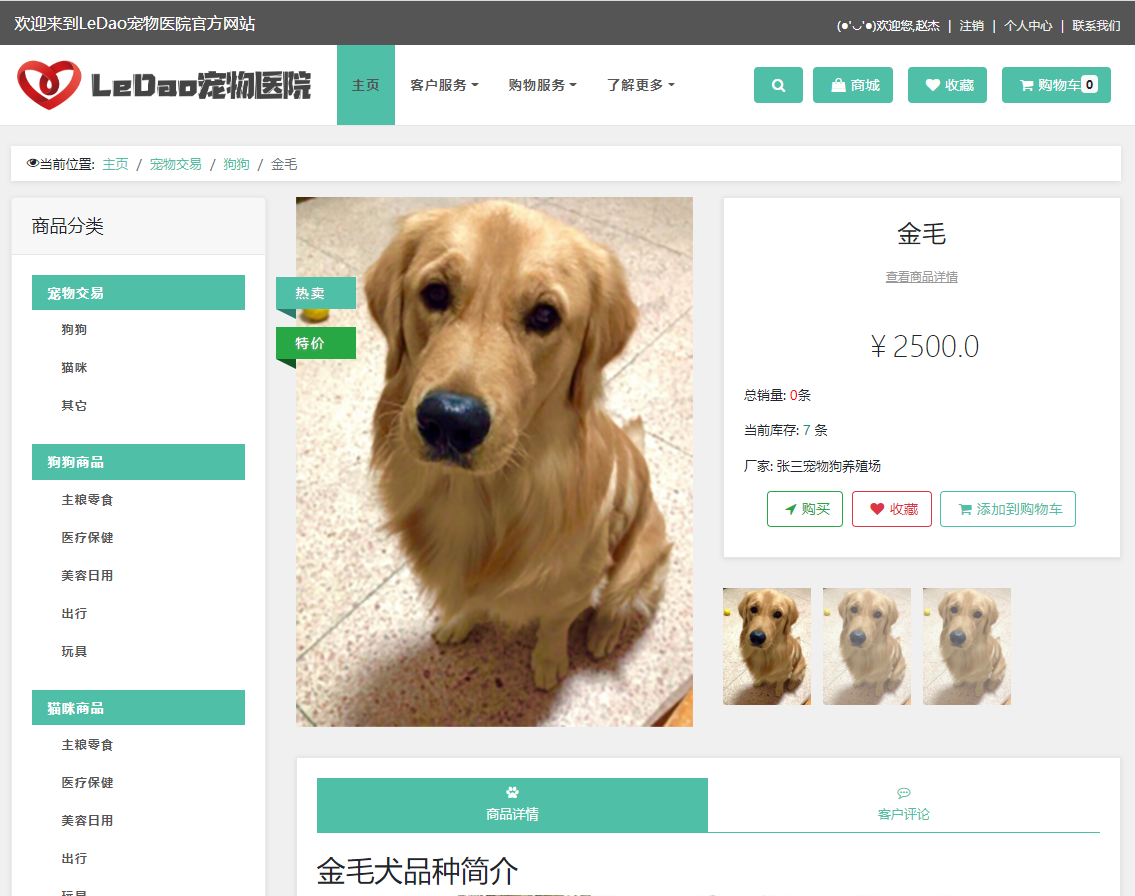 欢迎来到LeDao宠物医院官方网站
(●'◡'●)欢迎您,赵杰 | 注销 | 个人中心 | 联系我们
LeDao宠物医院
主页 客户服务 购物服务 了解更多 商城 收藏 购物车 0
当前位置: 主页 / 宠物交易 / 狗狗 / 金毛
商品分类
宠物交易
狗狗
猫咪
其它
狗狗商品
主粮零食
医疗保健
美容日用
出行
玩具
猫咪商品
主粮零食
医疗保健
美容日用
出行
玩具
热卖
特价
金毛
查看商品详情
¥ 2500.0
总销量: 0条
当前库存: 7 条
厂家: 张三宠物狗养殖场
购买 收藏 添加到购物车
商品详情
客户评论
金毛犬品种简介